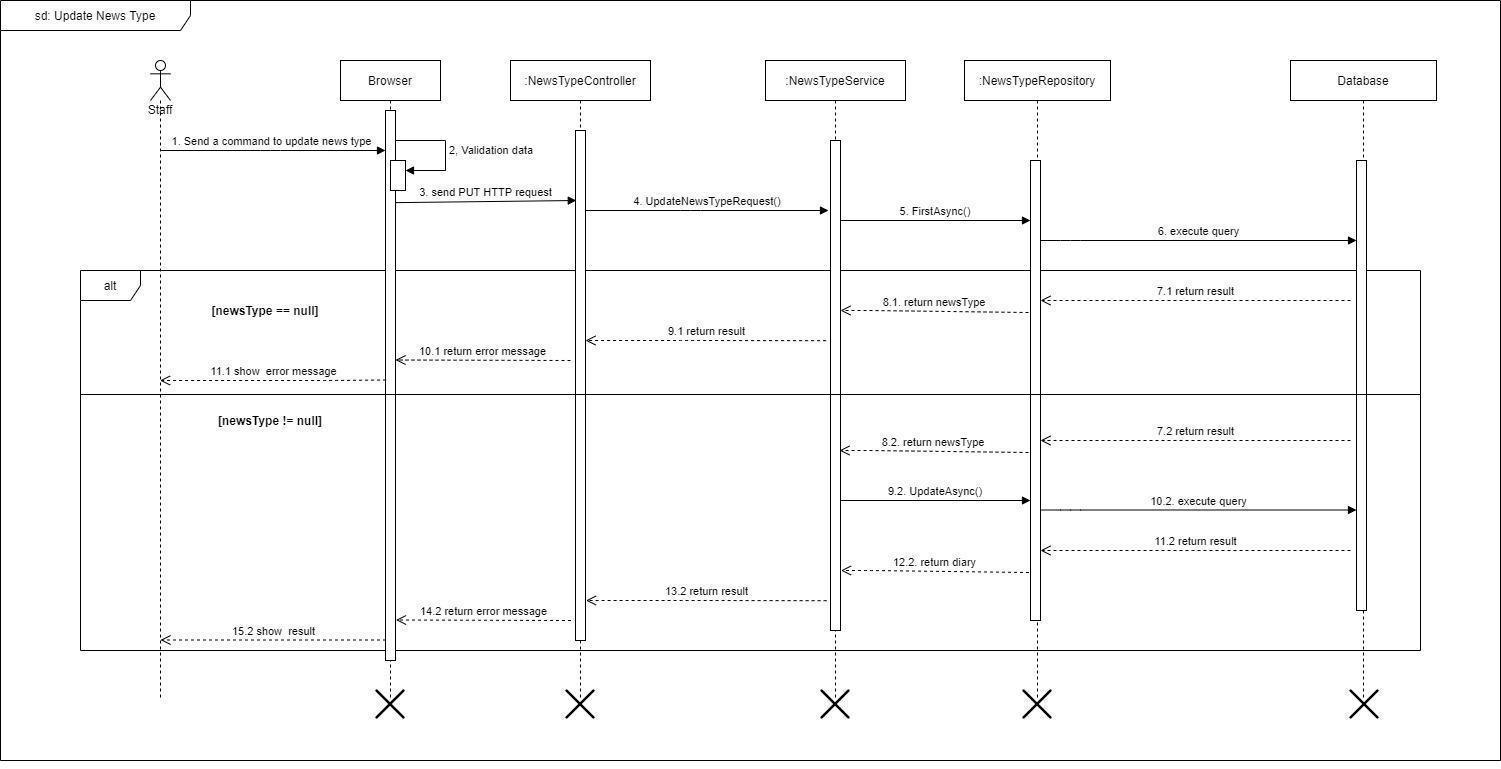 sd: Update News Type
Staff
Browser
:NewsTypeController
:NewsTypeService
:NewsTypeRepository
Database
1. Send a command to update news type
2, Validation data
3. send PUT HTTP request
4. UpdateNewsTypeRequest()
5. FirstAsync()
6. execute query
alt
[newsType == null]
7.1 return result
8.1. return newsType
9.1 return result
10.1 return error message
11.1 show  error message
[newsType != null]
7.2 return result
8.2. return newsType
9.2. UpdateAsync()
10.2. execute query
11.2 return result
12.2. return diary
13.2 return result
14.2 return error message
15.2 show  result